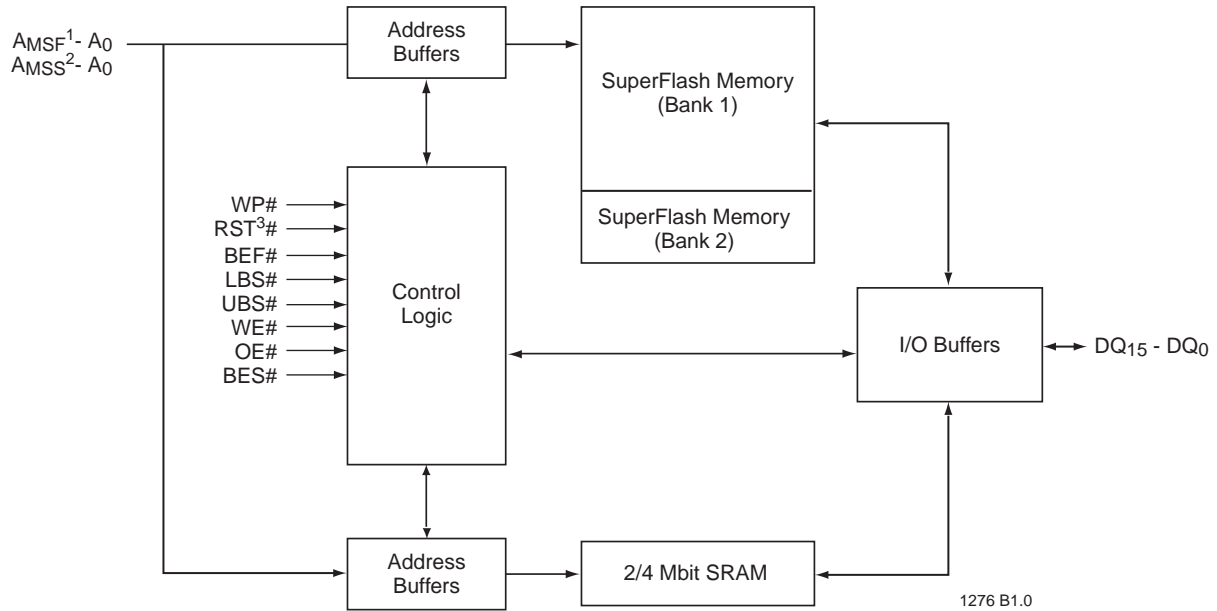 AMSF1- A0
AMSS2- A0
Address
Buffers
SuperFlash Memory
(Bank 1)
SuperFlash Memory
(Bank 2)
WP#
RST3#
BEF#
LBS#
UBS#
WE#
OE#
BES#
Control
Logic
I/O Buffers
DQ15 - DQ0
Address
Buffers
2/4 Mbit SRAM
1276 B1.0